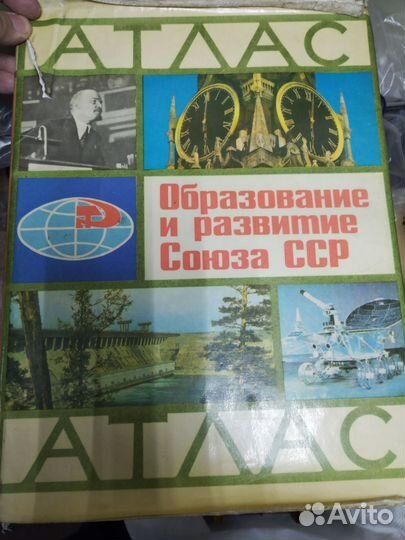 АТЛАС
Образование
и развитие
Союза ССР
АТЛАС
Avito